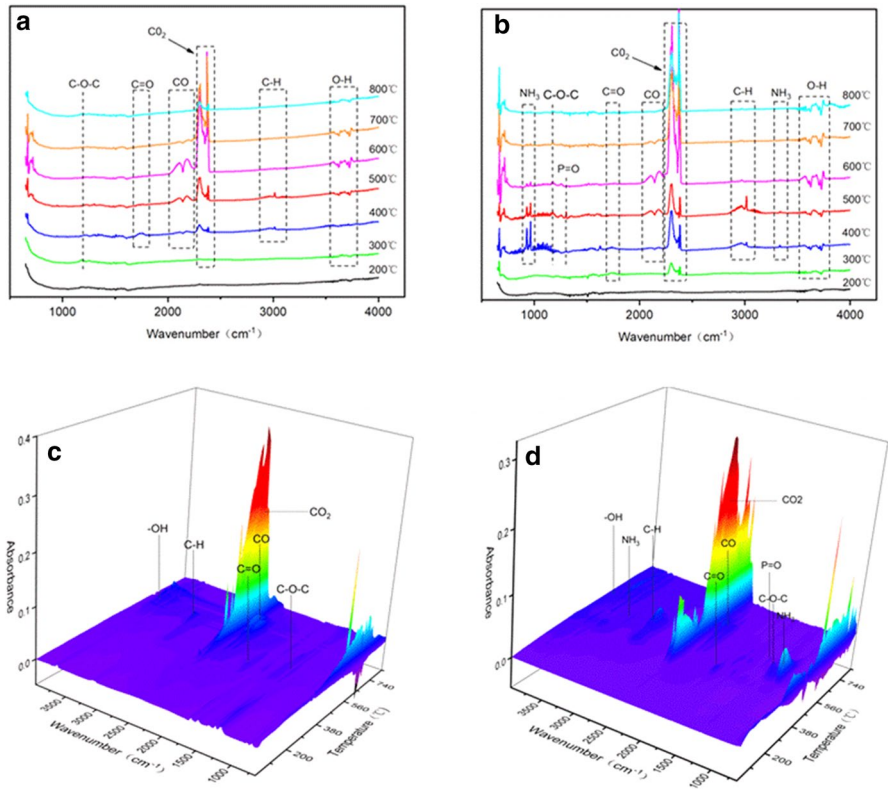 a
C0₂
C-O-C C=O CO C-H O-H
800℃
700℃
600℃
500℃
400℃
300℃
200℃
1000 2000 3000 4000
Wavenumber（cm⁻¹）
b
C0₂
NH₃ C-O-C C=O CO C-H NH₃ O-H
P=O
800℃
700℃
600℃
500℃
400℃
300℃
200℃
1000 2000 3000 4000
Wavenumber（cm⁻¹）
c
0.4
0.3
0.2
0.1
0.0
Absorbance
-OH
C-H
C=O
CO
CO₂
C-O-C
3500 3000 2500 2000 1500 1000
Wavenumber（cm⁻¹）
200 380 560 740
Temperature（℃）
d
0.3
0.2
0.1
0.0
Absorbance
-OH
NH₃
C-H
C=O
CO
CO2
P=O
C-O-C
3500 3000 2500 2000 1500 1000
Wavenumber（cm⁻¹）
200 380 560 740
Temperature（℃）